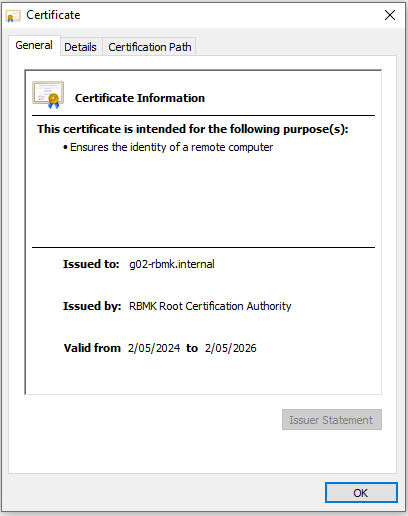 Certificate
General Details Certification Path
Certificate Information
This certificate is intended for the following purpose(s):
• Ensures the identity of a remote computer
Issued to: g02-rbmk.internal
Issued by: RBMK Root Certification Authority
Valid from 2/05/2024 to 2/05/2026
Issuer Statement
OK